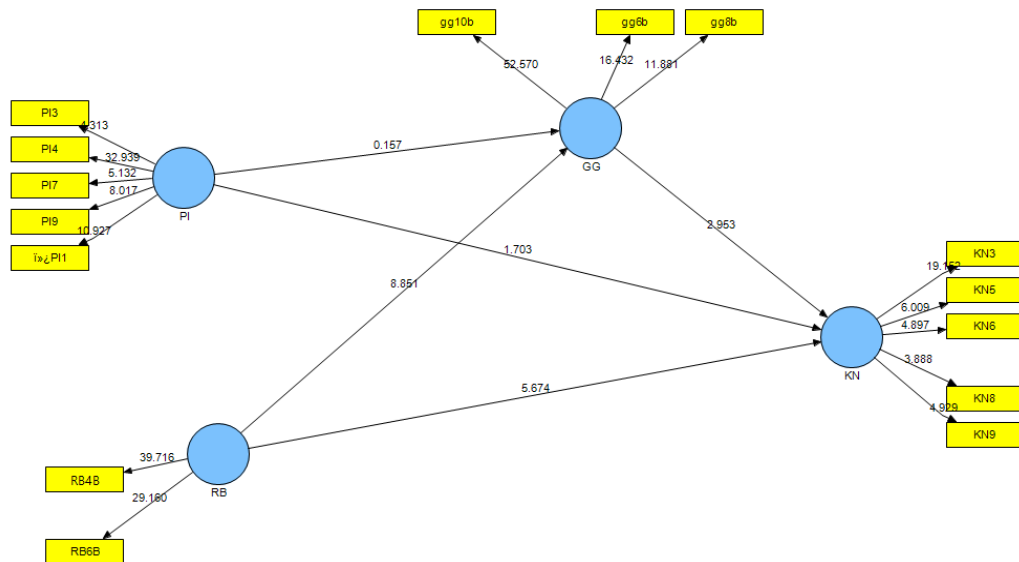 gg10b
gg6b
gg8b
52.570
16.432
11.881
PI3
4.313
PI4
32.939
PI7
5.132
PI9
8.017
ï»¿PI1
10.927
PI
0.157
GG
2.953
1.703
8.851
5.674
KN
KN3
19.152
KN5
6.009
KN6
4.897
KN8
3.888
KN9
4.929
RB
RB4B
39.716
RB6B
29.160